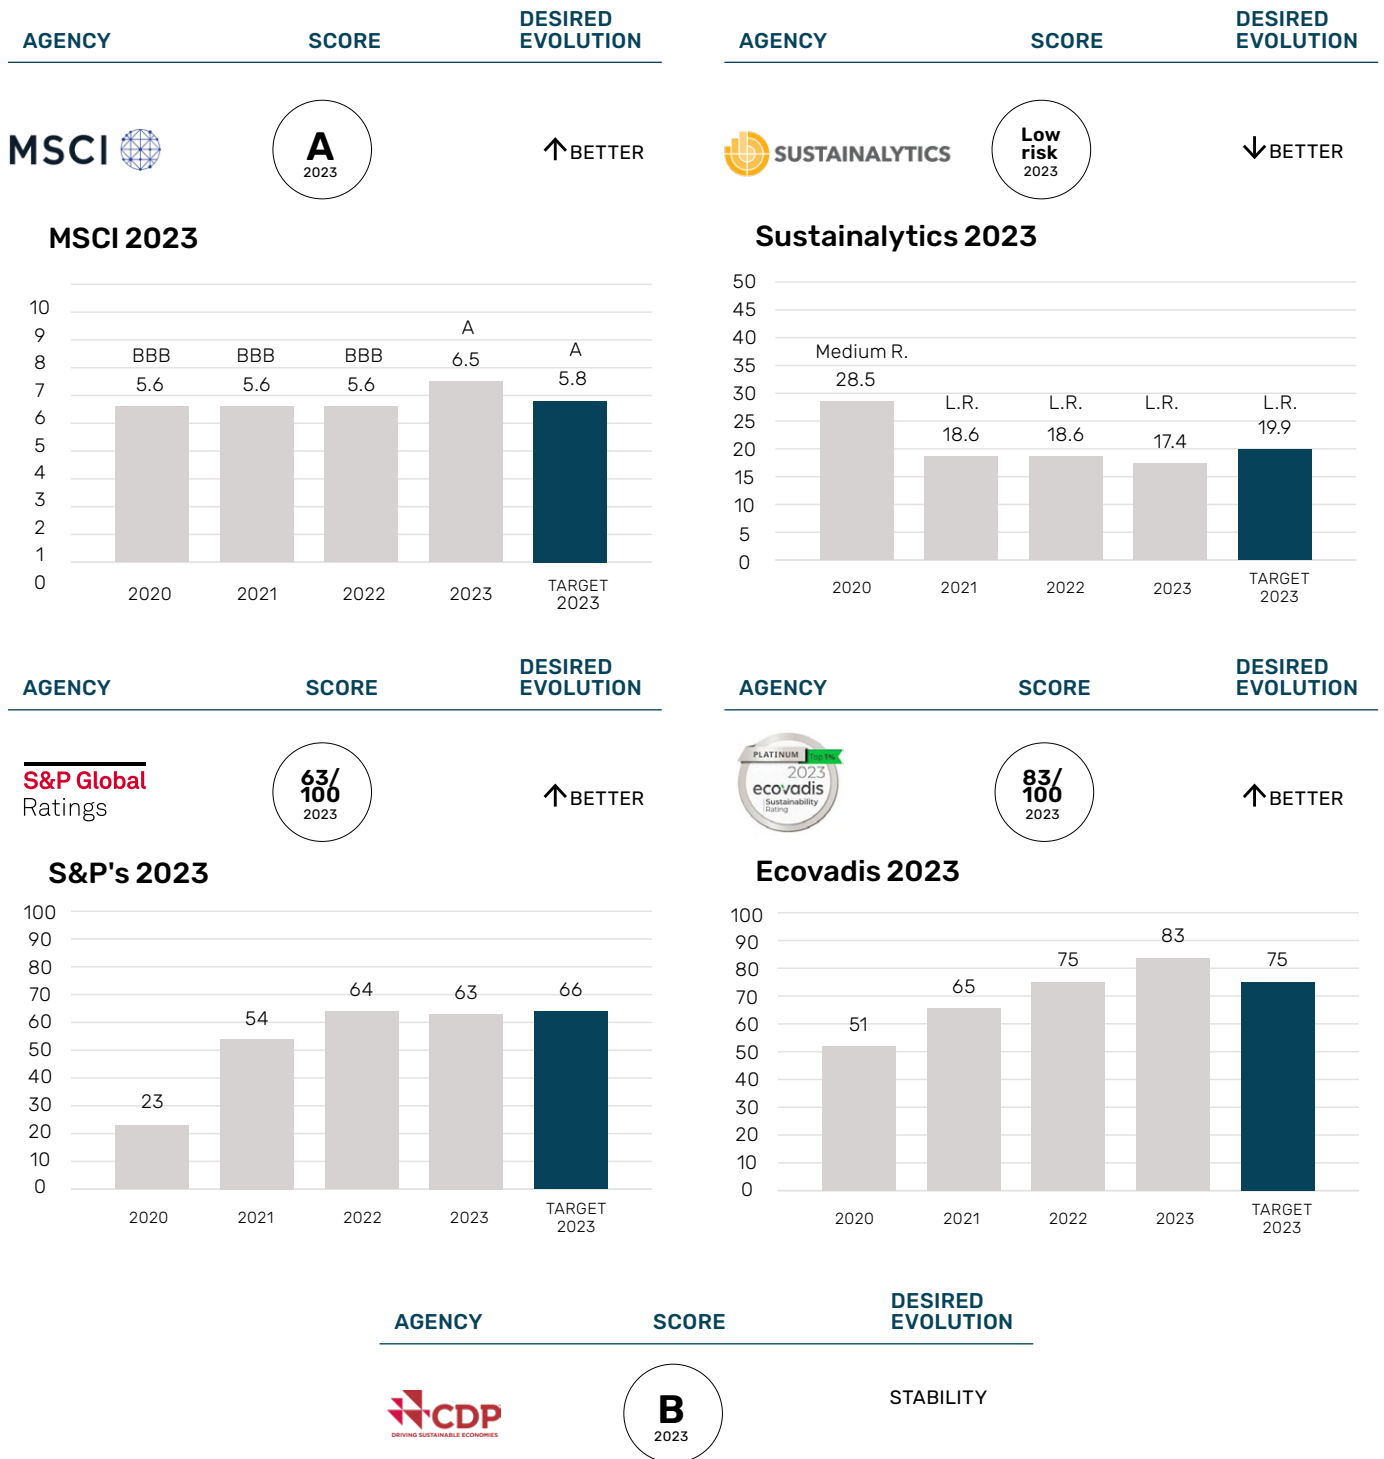 AGENCY SCORE DESIRED
EVOLUTION
MSCI A
2023 BETTER
MSCI 2023
10
9
8
7
6
5
4
3
2
1
0
BBB BBB BBB A A
5.6 5.6 5.6 6.5 5.8
2020 2021 2022 2023 TARGET
2023
AGENCY SCORE DESIRED
EVOLUTION
SUSTAINALYTICS Low
risk
2023 BETTER
Sustainalytics 2023
50
45
40
35
30
25
20
15
10
5
0
Medium R. L.R. L.R. L.R. L.R.
28.5 18.6 18.6 17.4 19.9
2020 2021 2022 2023 TARGET
2023
AGENCY SCORE DESIRED
EVOLUTION
S&P Global
Ratings
63/
100
2023
BETTER
S&P's 2023
100
90
80
70
60
50
40
30
20
10
0
23 54 64 63 66
2020 2021 2022 2023 TARGET
2023
AGENCY SCORE DESIRED
EVOLUTION
PLATINUM Top 1%
2023
ecovadis
Sustainability
Rating
83/
100
2023
BETTER
Ecovadis 2023
100
90
80
70
60
50
40
30
20
10
0
51 65 75 83 75
2020 2021 2022 2023 TARGET
2023
AGENCY SCORE DESIRED
EVOLUTION
CDP
DRIVING SUSTAINABLE ECONOMIES
B
2023
STABILITY